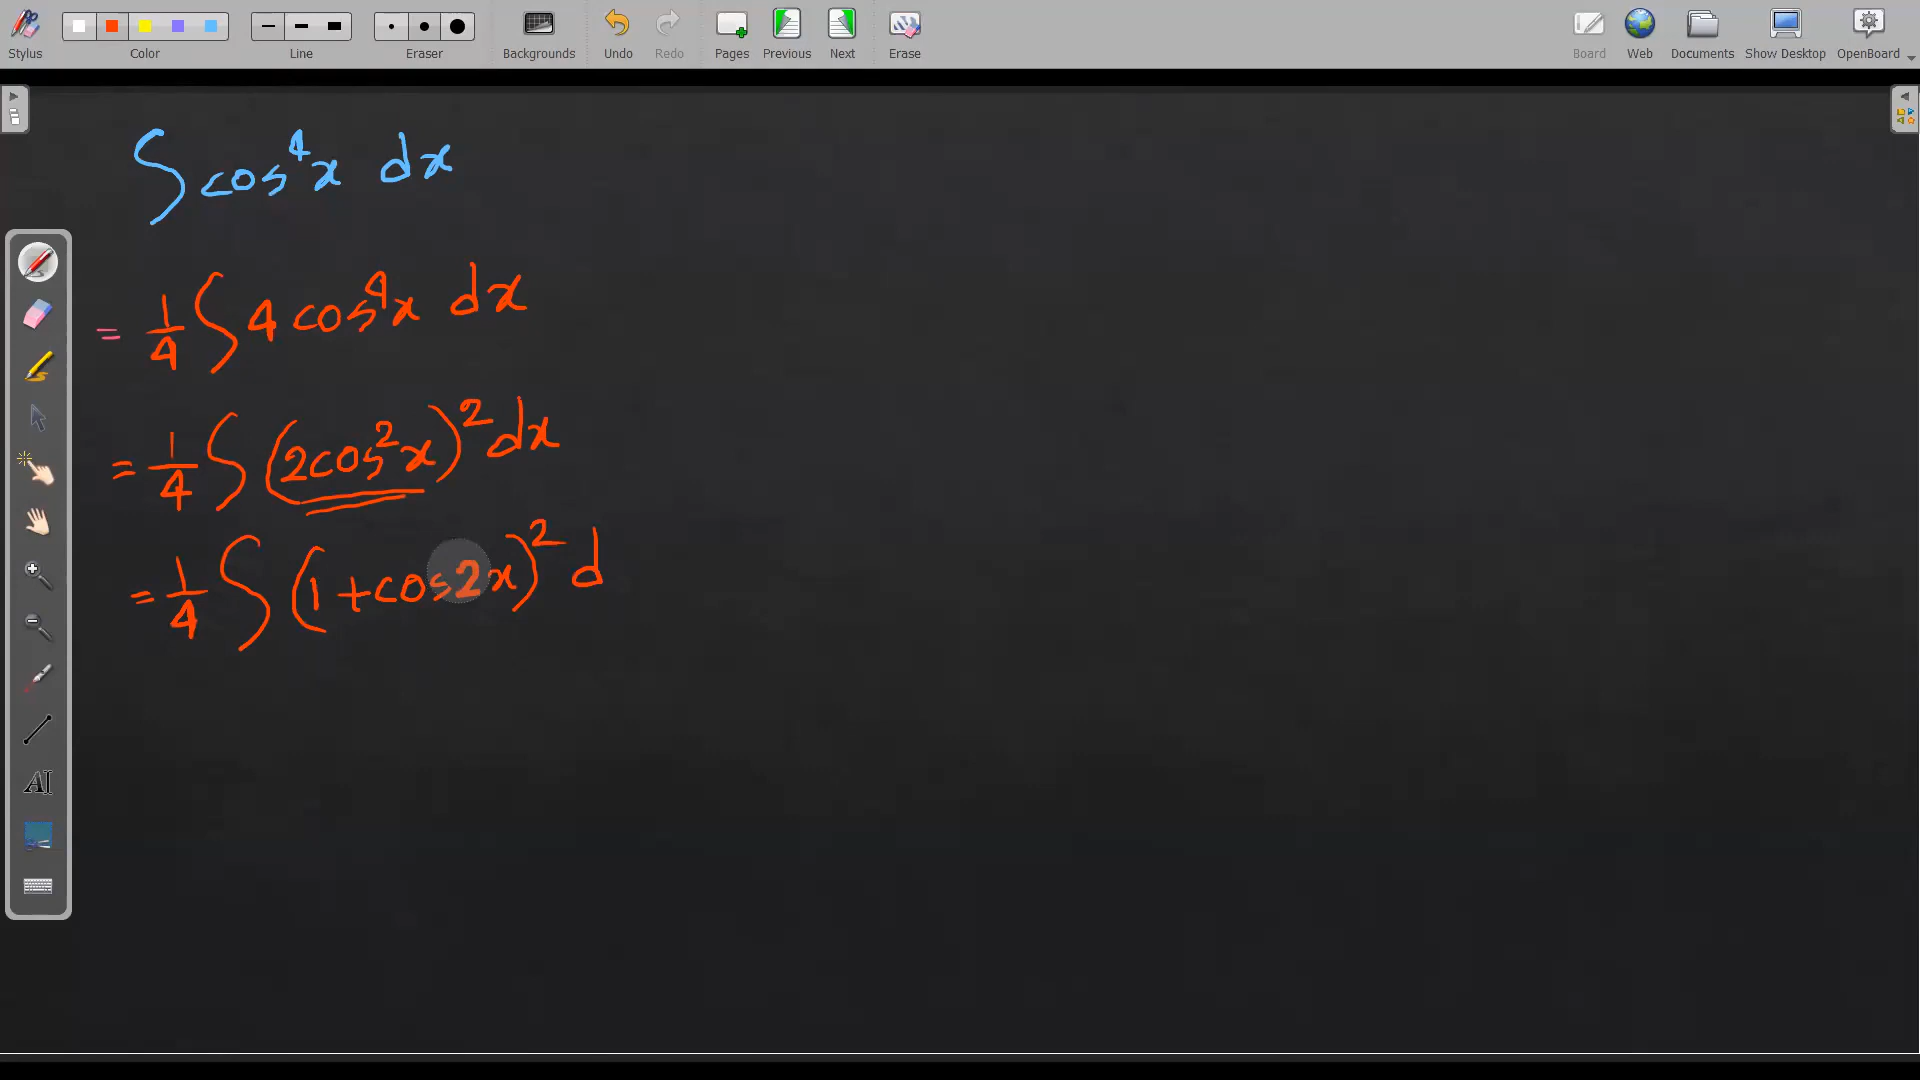 Stylus Color Line Eraser Backgrounds Undo Redo Pages Previous Next Erase Board Web Documents Show Desktop OpenBoard
∫ cos⁴x dx
= 1/4 ∫ 4 cos⁴x dx
= 1/4 ∫ (2cos²x)² dx
= 1/4 ∫ (1+cos2x)² d
AI